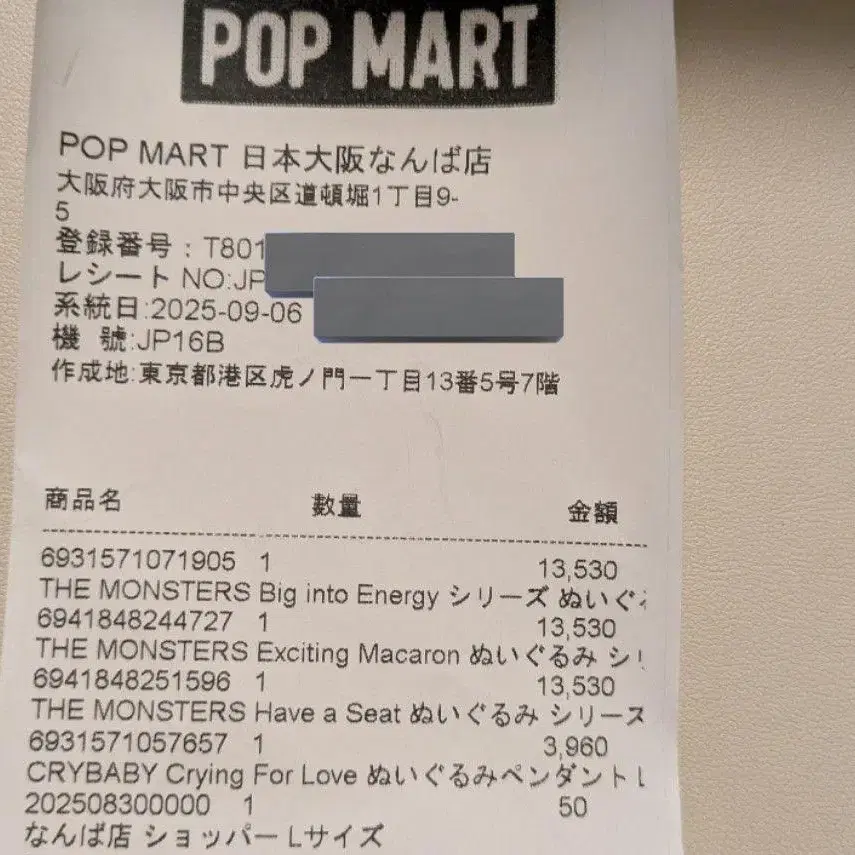 POP MART
POP MART 日本大阪なんば店
大阪府大阪市中央区道頓堀1丁目9-
5
登録番号：T801
レシート NO:JP
系統日:2025-09-06
機 號:JP16B
作成地:東京都港区虎ノ門一丁目13番5号7階
商品名 數量 金額
6931571071905 1 13,530
THE MONSTERS Big into Energy シリーズ ぬいぐ
6941848244727 1 13,530
THE MONSTERS Exciting Macaron ぬいぐるみ シリ
6941848251596 1 13,530
THE MONSTERS Have a Seat ぬいぐるみ シリーズ
6931571057657 1 3,960
CRYBABY Crying For Love ぬいぐるみペンダント L
202508300000 1 50
なんば店 ショッパー Lサイズ